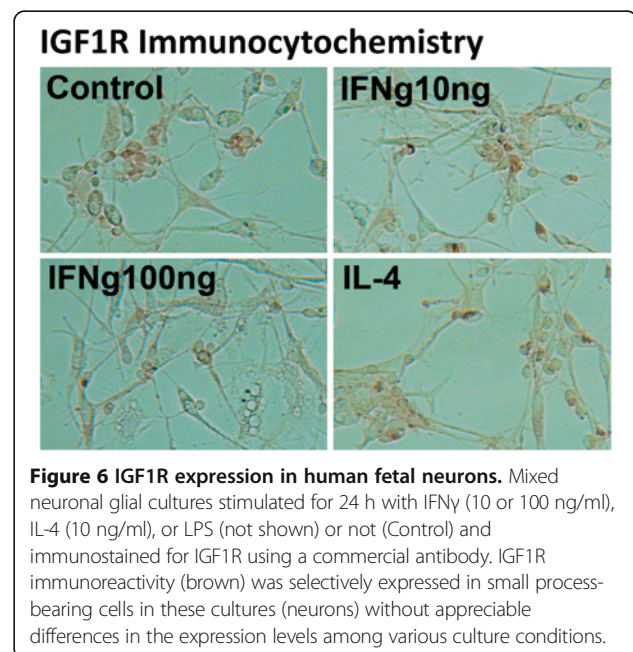 IGF1R Immunocytochemistry
Control
IFNg10ng
IFNg100ng
IL-4
Figure 6 IGF1R expression in human fetal neurons. Mixed
neuronal glial cultures stimulated for 24 h with IFNγ (10 or 100 ng/ml),
IL-4 (10 ng/ml), or LPS (not shown) or not (Control) and
immunostained for IGF1R using a commercial antibody. IGF1R
immunoreactivity (brown) was selectively expressed in small process-
bearing cells in these cultures (neurons) without appreciable
differences in the expression levels among various culture conditions.